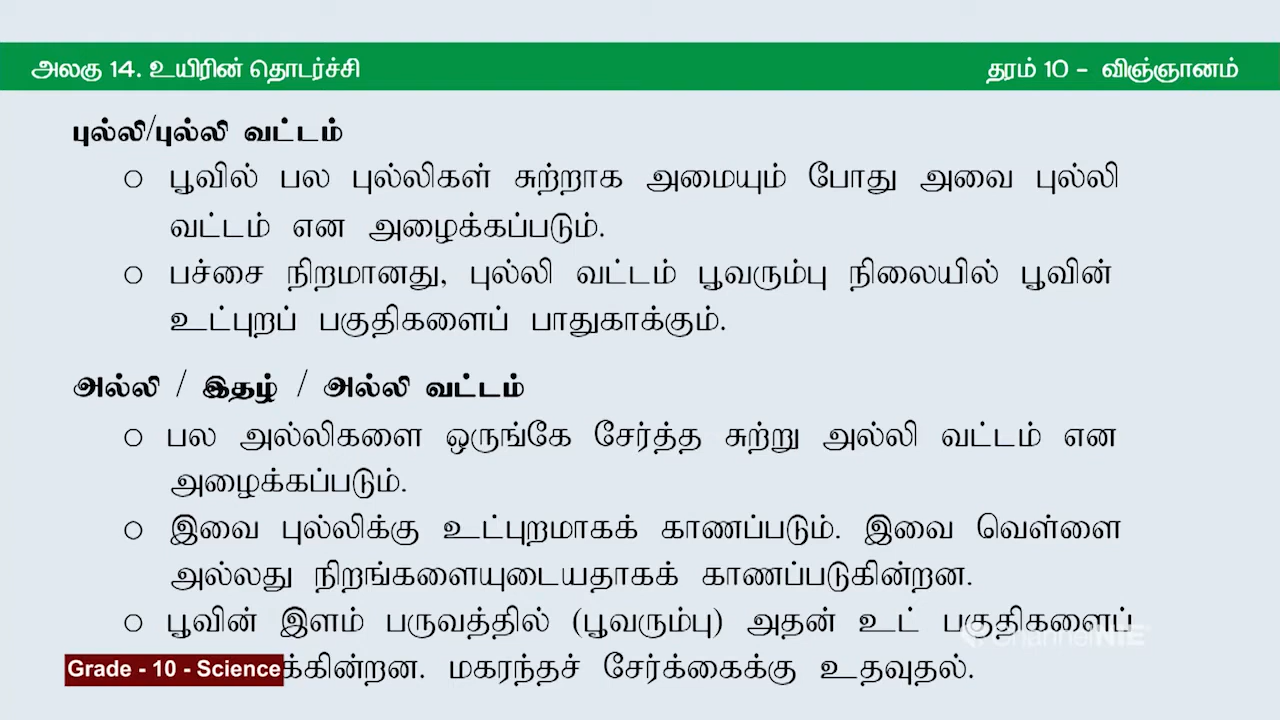 அலகு 14. உயிரின் தொடர்ச்சி
தரம் 10 - விஞ்ஞானம்
புல்லி/புல்லி வட்டம்
○ பூவில் பல புல்லிகள் சுற்றாக அமையும் போது அவை புல்லி
வட்டம் என அழைக்கப்படும்.
○ பச்சை நிறமானது, புல்லி வட்டம் பூவரும்பு நிலையில் பூவின்
உட்புறப் பகுதிகளைப் பாதுகாக்கும்.
அல்லி / இதழ் / அல்லி வட்டம்
○ பல அல்லிகளை ஒருங்கே சேர்த்த சுற்று அல்லி வட்டம் என
அழைக்கப்படும்.
○ இவை புல்லிக்கு உட்புறமாகக் காணப்படும். இவை வெள்ளை
அல்லது நிறங்களையுடையதாகக் காணப்படுகின்றன.
○ பூவின் இளம் பருவத்தில் (பூவரும்பு) அதன் உட் பகுதிகளைப்
க்கின்றன. மகரந்தச் சேர்க்கைக்கு உதவுதல்.
Channel NIE
Grade - 10 - Science